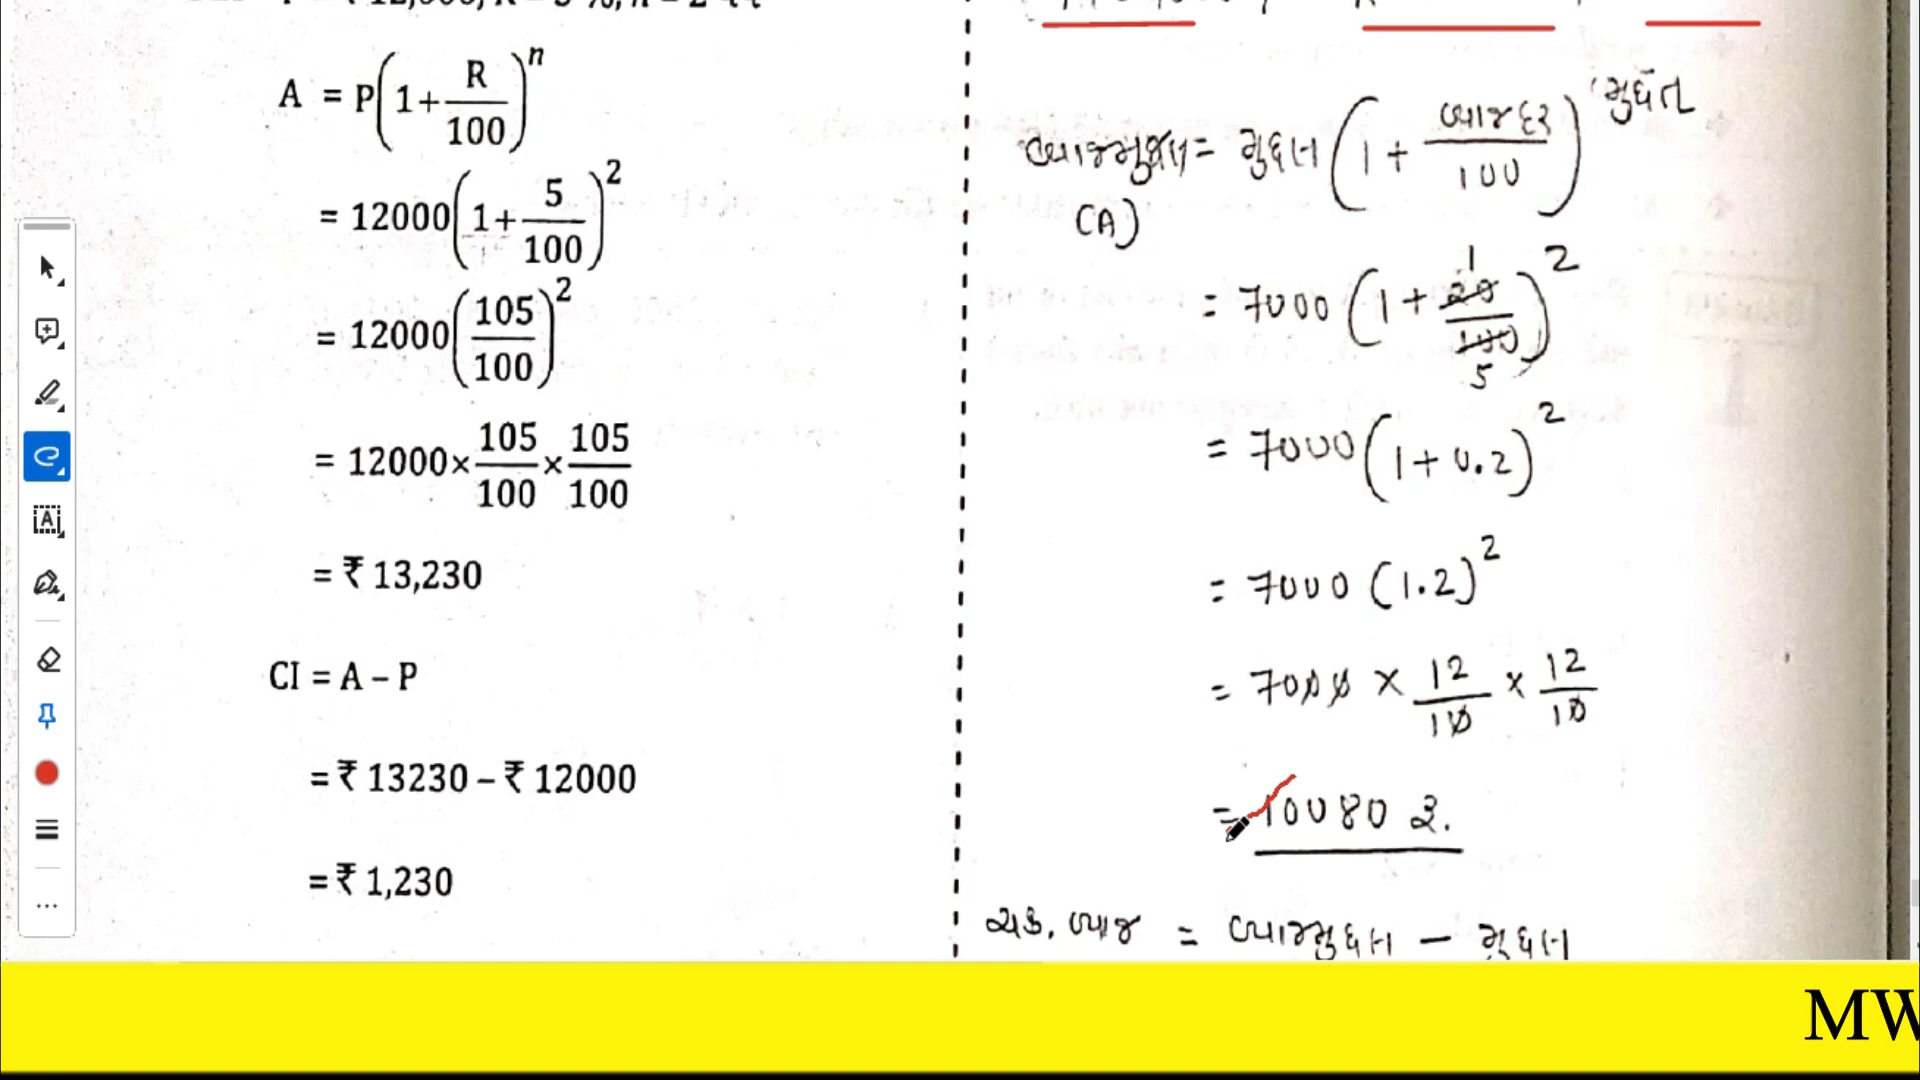 A = P(1+R/100)^n
= 12000(1+5/100)^2
= 12000(105/100)^2
= 12000×105/100×105/100
= ₹ 13,230
CI = A – P
= ₹ 13230 – ₹ 12000
= ₹ 1,230
વ્યાજમુદ્દલ = મુદ્દલ (1 + વ્યાજદર/100)^મુદ્દત
(A)
= 7000 (1 + 20/100)^2
1
5
= 7000 (1 + 0.2)^2
= 7000 (1.2)^2
= 7000 × 12/10 × 12/10
= 10080 રૂ.
ચક્ર. વ્યાજ = વ્યાજમુદ્દલ – મુદ્દલ
MW